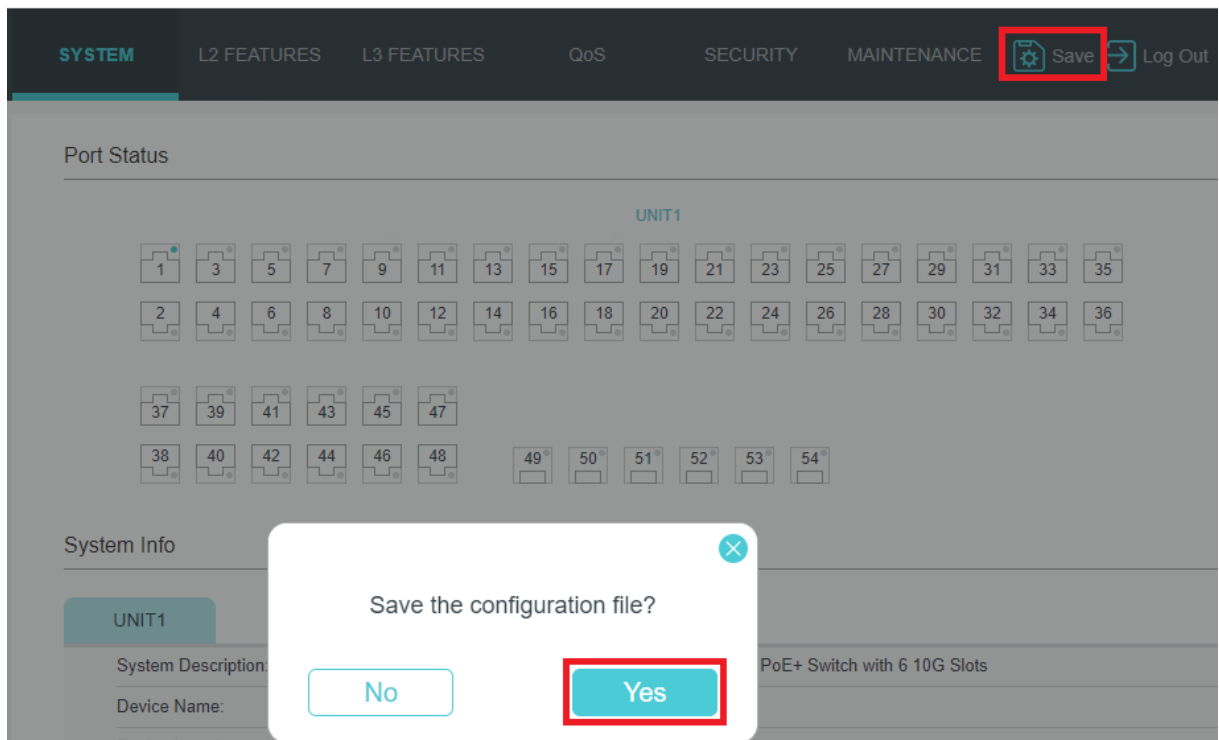 SYSTEM L2 FEATURES L3 FEATURES QoS SECURITY MAINTENANCE Save Log Out
Port Status
UNIT1
1 3 5 7 9 11 13 15 17 19 21 23 25 27 29 31 33 35
2 4 6 8 10 12 14 16 18 20 22 24 26 28 30 32 34 36
37 39 41 43 45 47
38 40 42 44 46 48 49 50 51 52 53 54
System Info
Save the configuration file?
UNIT1
System Description: PoE+ Switch with 6 10G Slots
No Yes
Device Name: